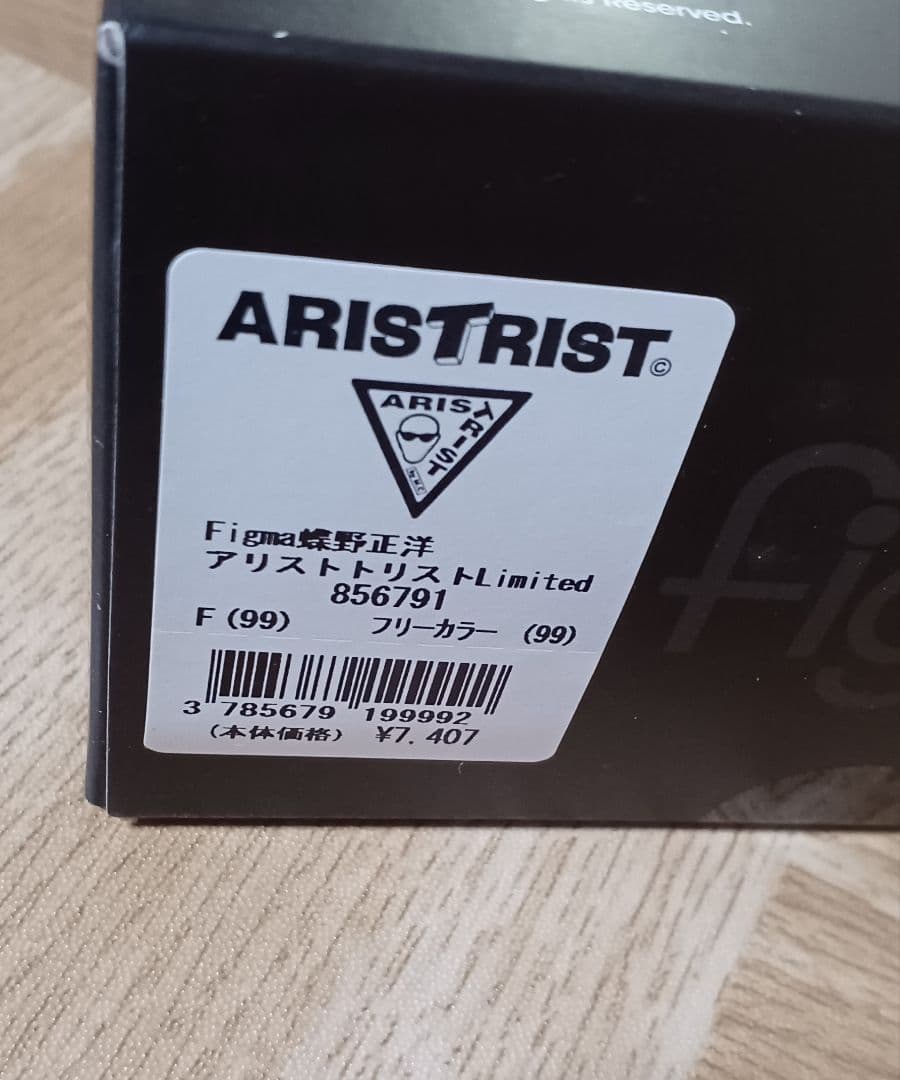 Reserved.
ARISTRIST©
ARISTRIST
Figma蝶野正洋
アリストトリストLimited
856791
F (99) フリーカラー (99)
3 785679 199992
(本体価格) ¥7,407
fig